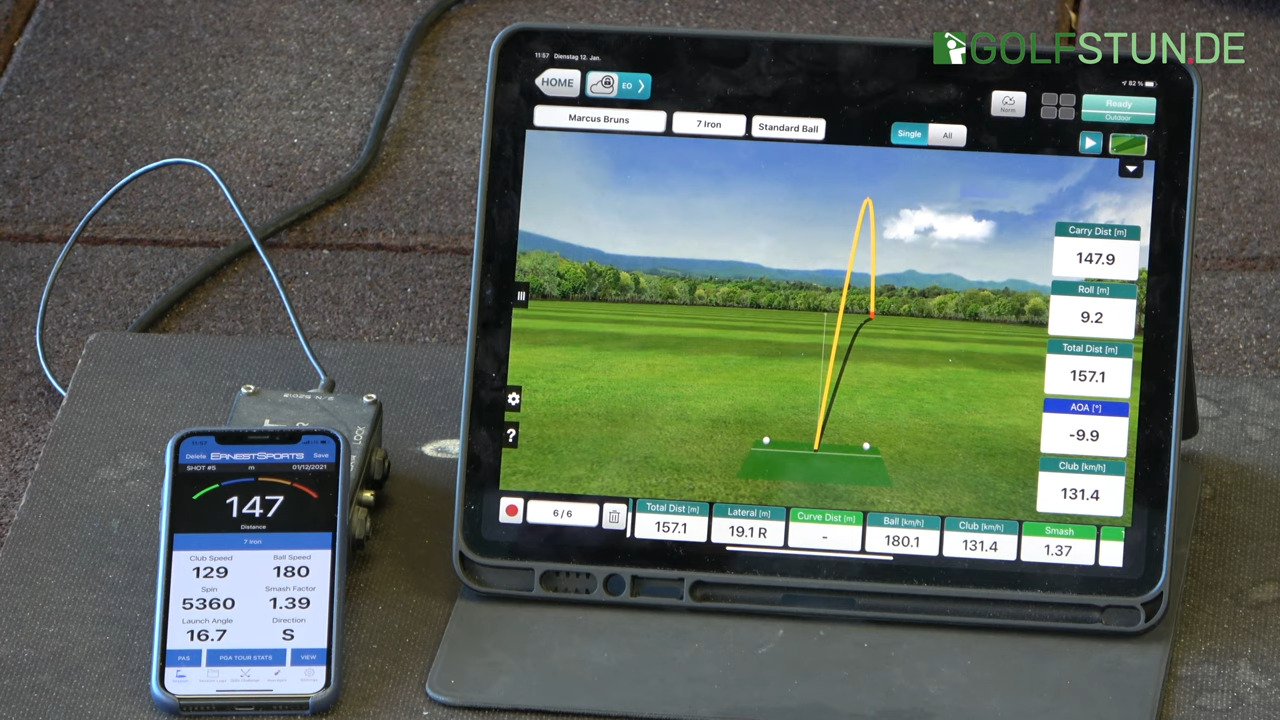 GOLFSTUN.DE
11:57 Dienstag 12. Jan.
82 %
HOME
EO
Norm
Ready
Outdoor
Marcus Bruns
7 Iron
Standard Ball
Single
All
Carry Dist [m]
147.9
Roll [m]
9.2
Total Dist [m]
157.1
AOA [°]
-9.9
Club [km/h]
131.4
?
6 / 6
Total Dist [m]
157.1
Lateral [m]
19.1 R
Curve Dist [m]
-
Ball [km/h]
180.1
Club [km/h]
131.4
Smash
1.37
LOCK
11:57
Delete ERNESTSPORTS Save
SHOT #5 m 01/12/2021
147
Distance
7 Iron
Club Speed Ball Speed
129 180
Spin Smash Factor
5360 1.39
Launch Angle Direction
16.7 S
PAS PGA TOUR STATS VIEW